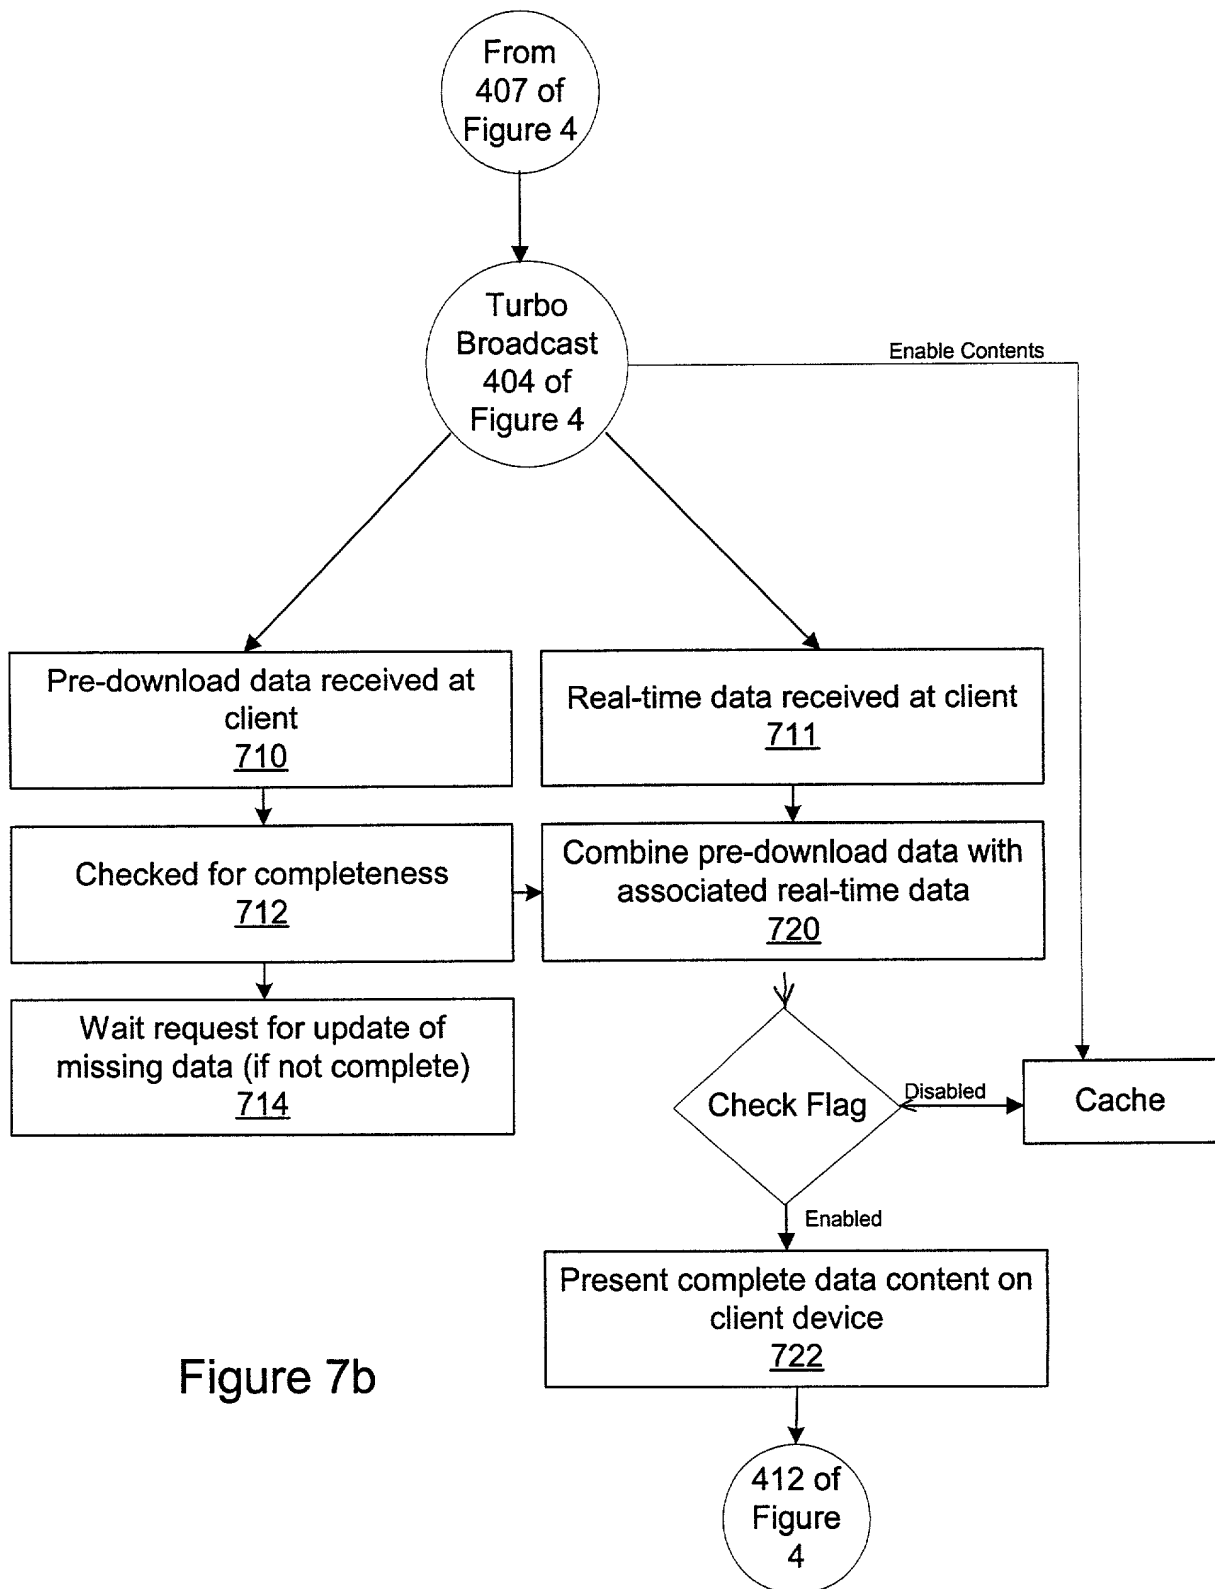 From
407 of
Figure 4
Turbo
Broadcast
404 of
Figure 4
Enable Contents
Pre-download data received at
client
710
Real-time data received at client
711
Checked for completeness
712
Combine pre-download data with
associated real-time data
720
Wait request for update of
missing data (if not complete)
714
Check Flag
Disabled
Cache
Enabled
Present complete data content on
client device
722
Figure 7b
412 of
Figure
4